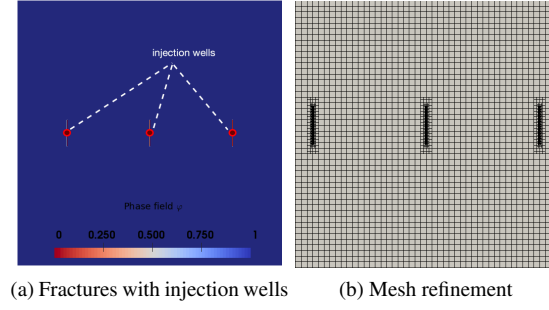 injection wells
Phase field φ
0 0.250 0.500 0.750 1
(a) Fractures with injection wells
(b) Mesh refinement